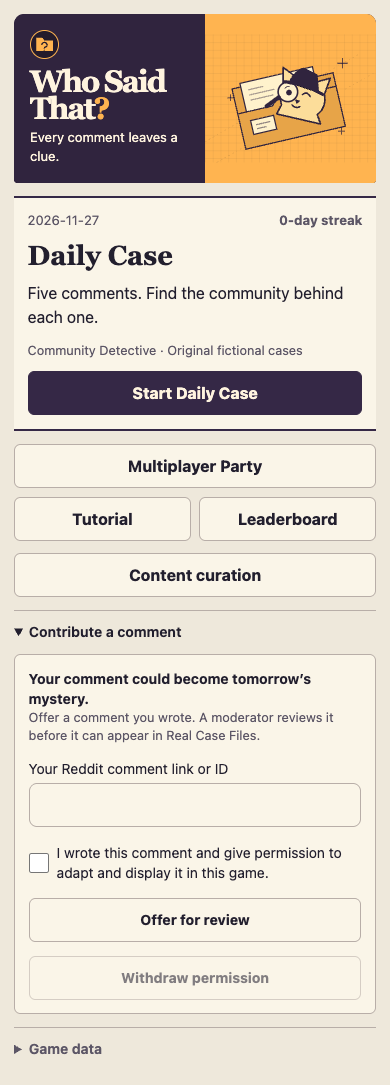 Who Said
That?
Every comment leaves a
clue.
2026-11-27
0-day streak
Daily Case
Five comments. Find the community behind
each one.
Community Detective · Original fictional cases
Start Daily Case
Multiplayer Party
Tutorial
Leaderboard
Content curation
▼ Contribute a comment
Your comment could become tomorrow’s
mystery.
Offer a comment you wrote. A moderator reviews it
before it can appear in Real Case Files.
Your Reddit comment link or ID
I wrote this comment and give permission to
adapt and display it in this game.
Offer for review
Withdraw permission
▶ Game data